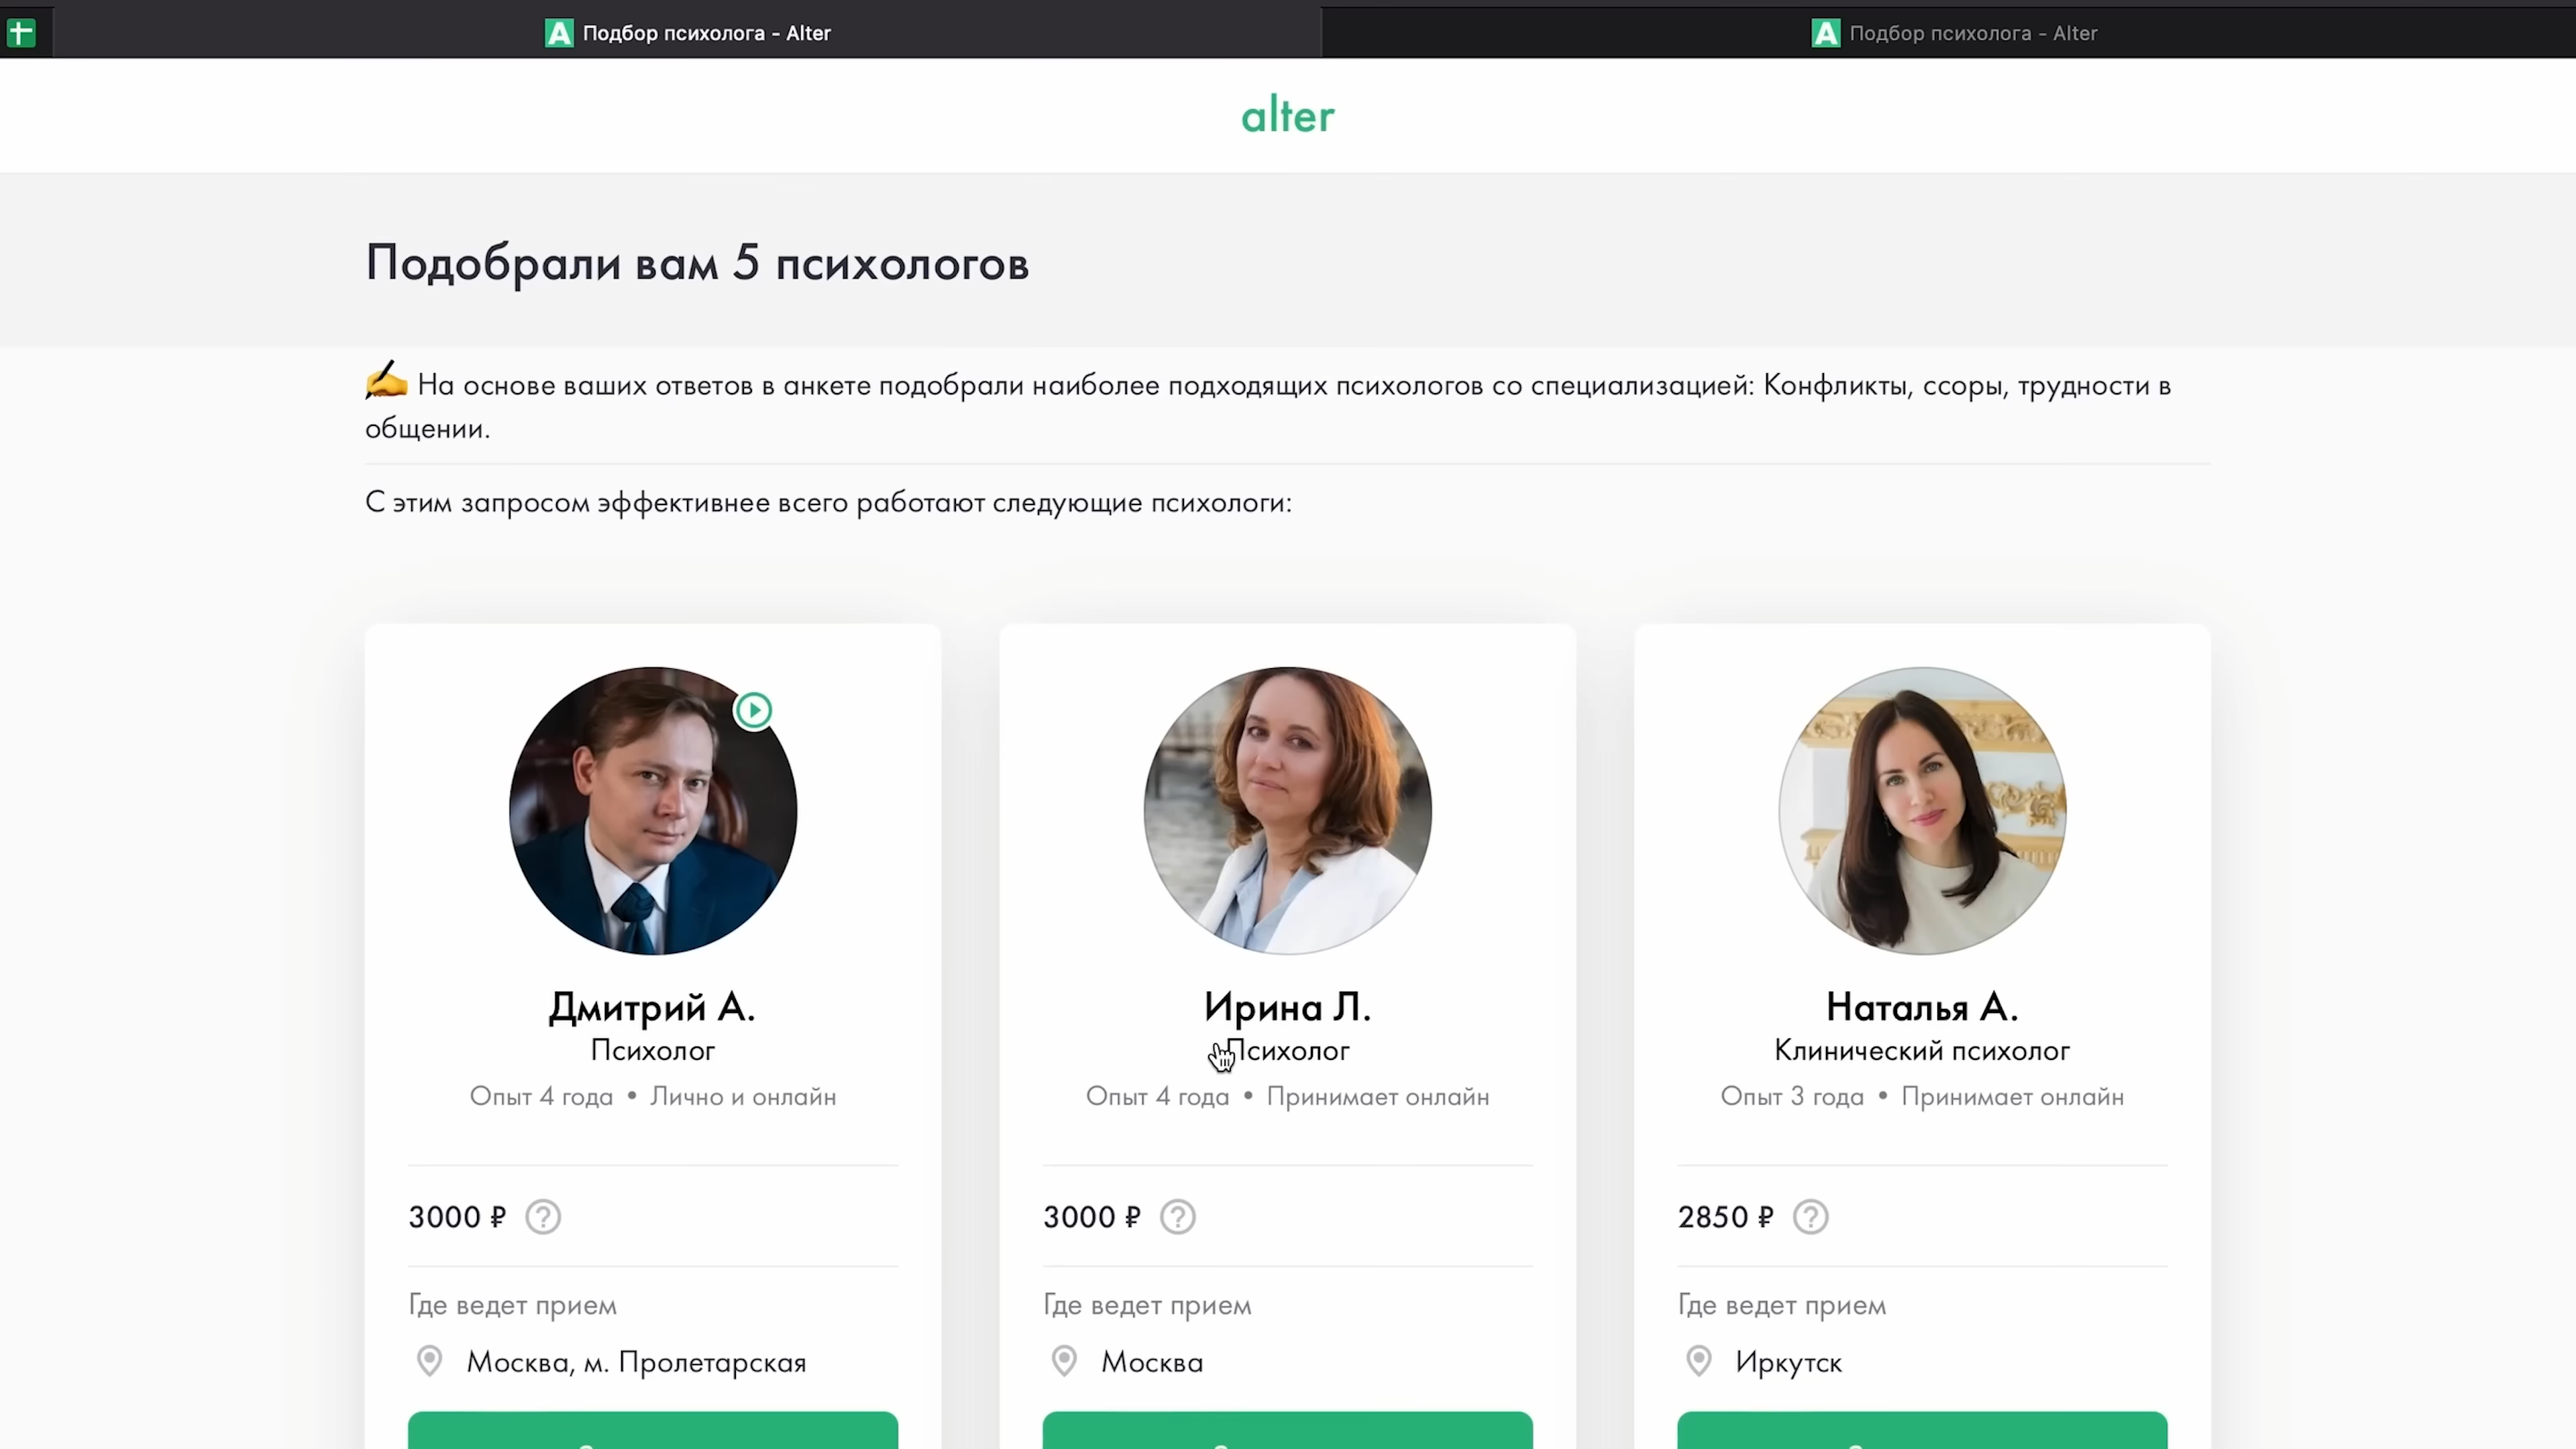 Подбор психолога - Alter
Подбор психолога - Alter
alter
Подобрали вам 5 психологов
На основе ваших ответов в анкете подобрали наиболее подходящих психологов со специализацией: Конфликты, ссоры, трудности в
общении.
С этим запросом эффективнее всего работают следующие психологи:
Дмитрий А.
Психолог
Опыт 4 года • Лично и онлайн
3000 ₽
Где ведет прием
Москва, м. Пролетарская
Ирина Л.
Психолог
Опыт 4 года • Принимает онлайн
3000 ₽
Где ведет прием
Москва
Наталья А.
Клинический психолог
Опыт 3 года • Принимает онлайн
2850 ₽
Где ведет прием
Иркутск